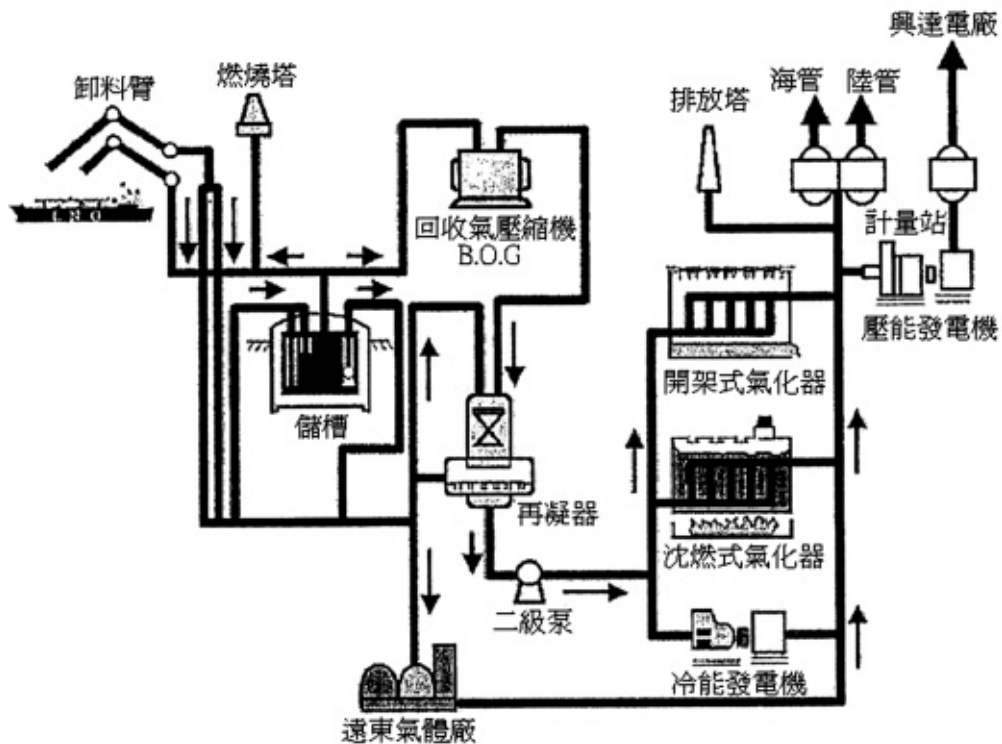 興達電廠
海管
陸管
燃燒塔
排放塔
卸料臂
L N G
回收氣壓縮機
B.O.G
計量站
壓能發電機
開架式氣化器
儲槽
再凝器
沈燃式氣化器
二級泵
冷能發電機
遠東氣體廠